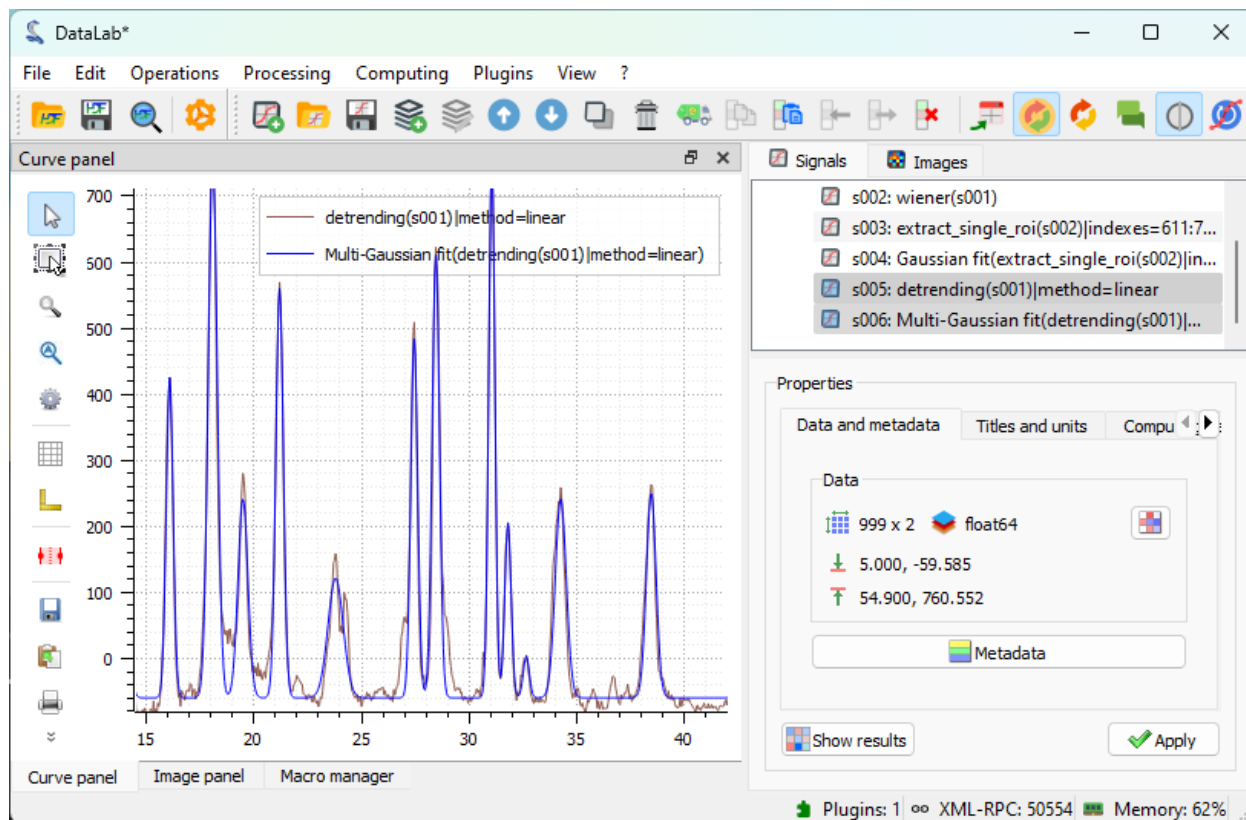 DataLab*
File Edit Operations Processing Computing Plugins View ?
Curve panel
Signals Images
700
600
500
400
300
200
100
0
15 20 25 30 35 40
detrending(s001)|method=linear
Multi-Gaussian fit(detrending(s001)|method=linear)
Curve panel Image panel Macro manager
s002: wiener(s001)
s003: extract_single_roi(s002)|indexes=611:7...
s004: Gaussian fit(extract_single_roi(s002)|in...
s005: detrending(s001)|method=linear
s006: Multi-Gaussian fit(detrending(s001)|...
Properties
Data and metadata Titles and units Compu
Data
999 x 2 float64
5.000, -59.585
54.900, 760.552
Metadata
Show results Apply
Plugins: 1 XML-RPC: 50554 Memory: 62%